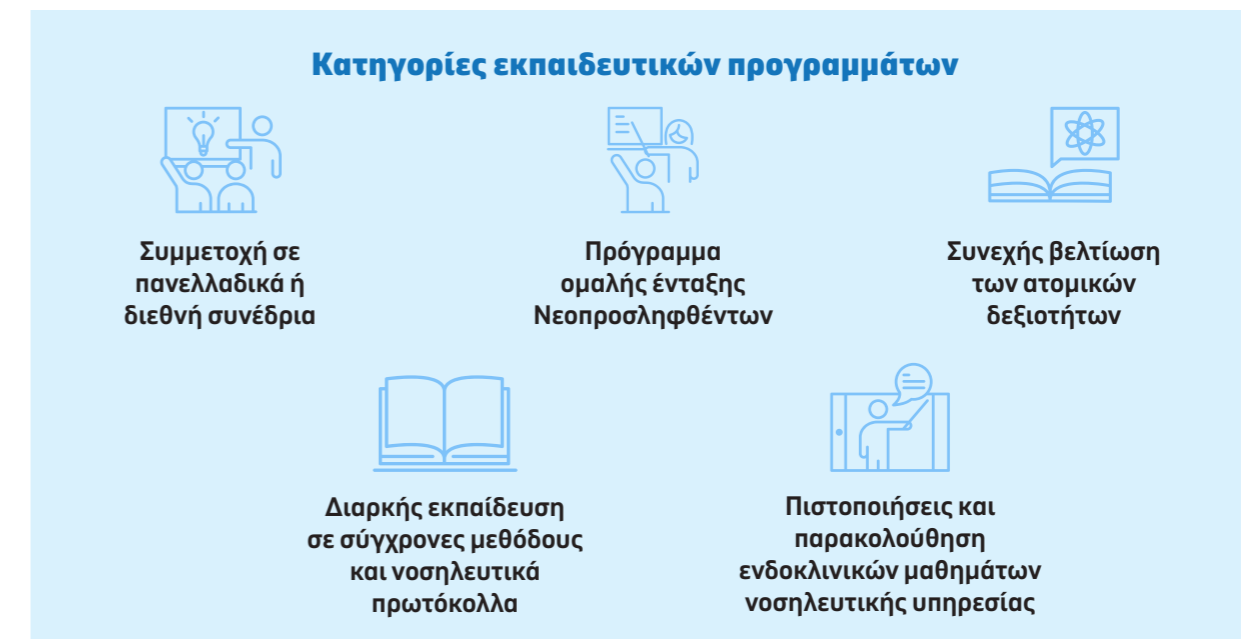 Κατηγορίες εκπαιδευτικών προγραμμάτων
Συμμετοχή σε
πανελλαδικά ή
διεθνή συνέδρια
Πρόγραμμα
ομαλής ένταξης
Νεοπροσληφθέντων
Συνεχής βελτίωση
των ατομικών
δεξιοτήτων
Διαρκής εκπαίδευση
σε σύγχρονες μεθόδους
και νοσηλευτικά
πρωτόκολλα
Πιστοποιήσεις και
παρακολούθηση
ενδοκλινικών μαθημάτων
νοσηλευτικής υπηρεσίας